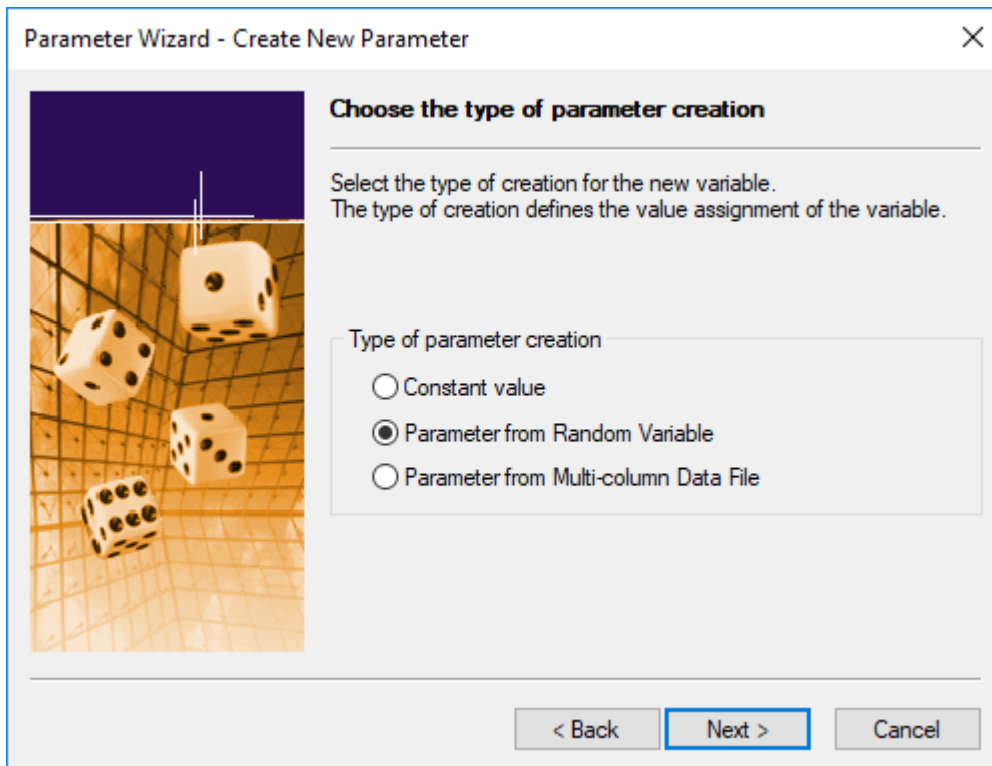 Parameter Wizard - Create New Parameter
Choose the type of parameter creation
Select the type of creation for the new variable.
The type of creation defines the value assignment of the variable.
Type of parameter creation
Constant value
Parameter from Random Variable
Parameter from Multi-column Data File
< Back Next > Cancel